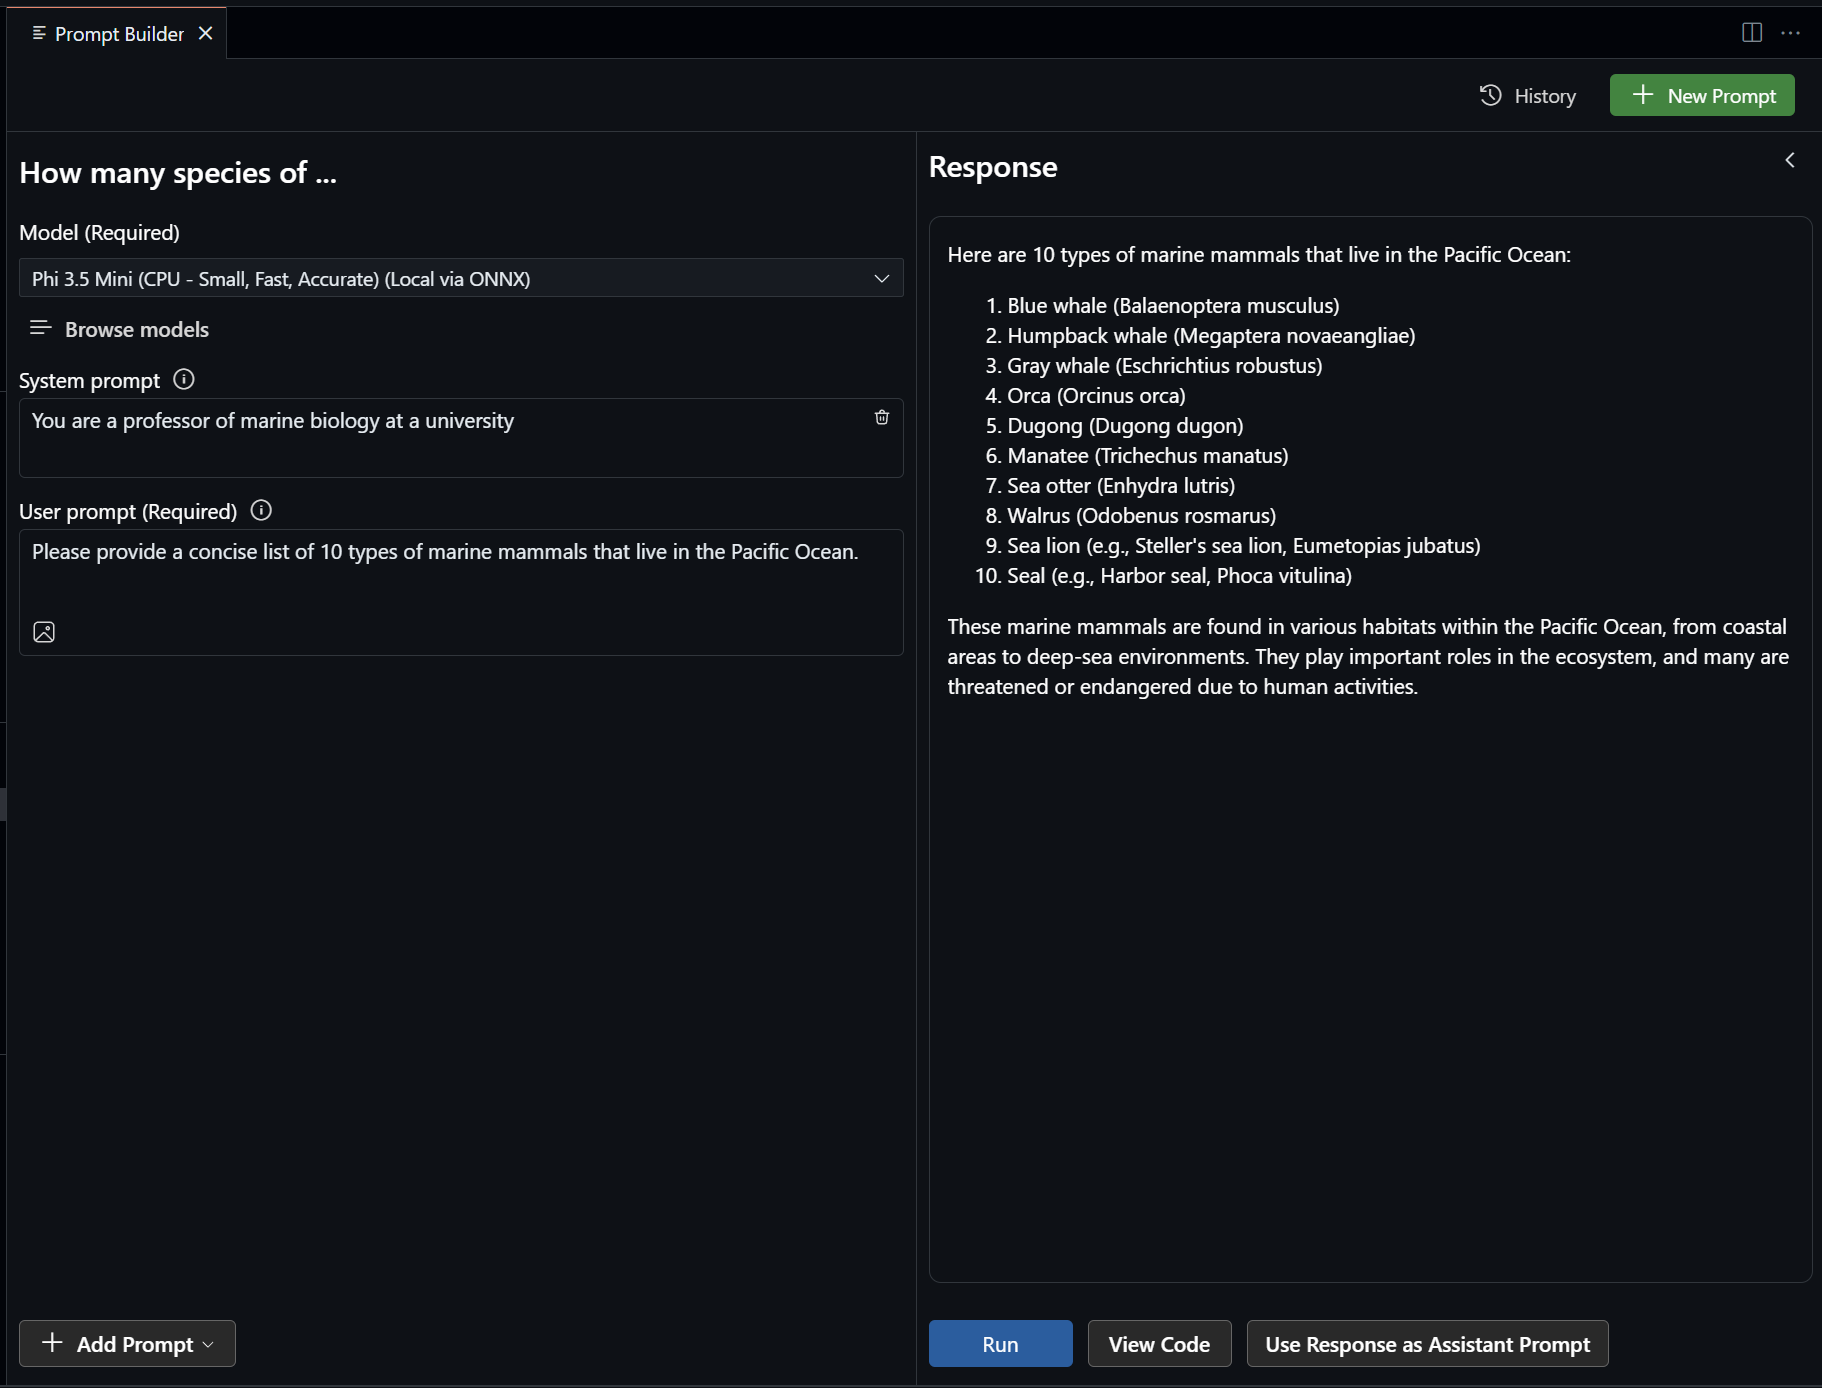 Prompt Builder
History
New Prompt
How many species of ...
Model (Required)
Phi 3.5 Mini (CPU - Small, Fast, Accurate) (Local via ONNX)
Browse models
System prompt
You are a professor of marine biology at a university
User prompt (Required)
Please provide a concise list of 10 types of marine mammals that live in the Pacific Ocean.
Add Prompt
Response
Here are 10 types of marine mammals that live in the Pacific Ocean:
1. Blue whale (Balaenoptera musculus)
2. Humpback whale (Megaptera novaeangliae)
3. Gray whale (Eschrichtius robustus)
4. Orca (Orcinus orca)
5. Dugong (Dugong dugon)
6. Manatee (Trichechus manatus)
7. Sea otter (Enhydra lutris)
8. Walrus (Odobenus rosmarus)
9. Sea lion (e.g., Steller's sea lion, Eumetopias jubatus)
10. Seal (e.g., Harbor seal, Phoca vitulina)
These marine mammals are found in various habitats within the Pacific Ocean, from coastal
areas to deep-sea environments. They play important roles in the ecosystem, and many are
threatened or endangered due to human activities.
Run
View Code
Use Response as Assistant Prompt